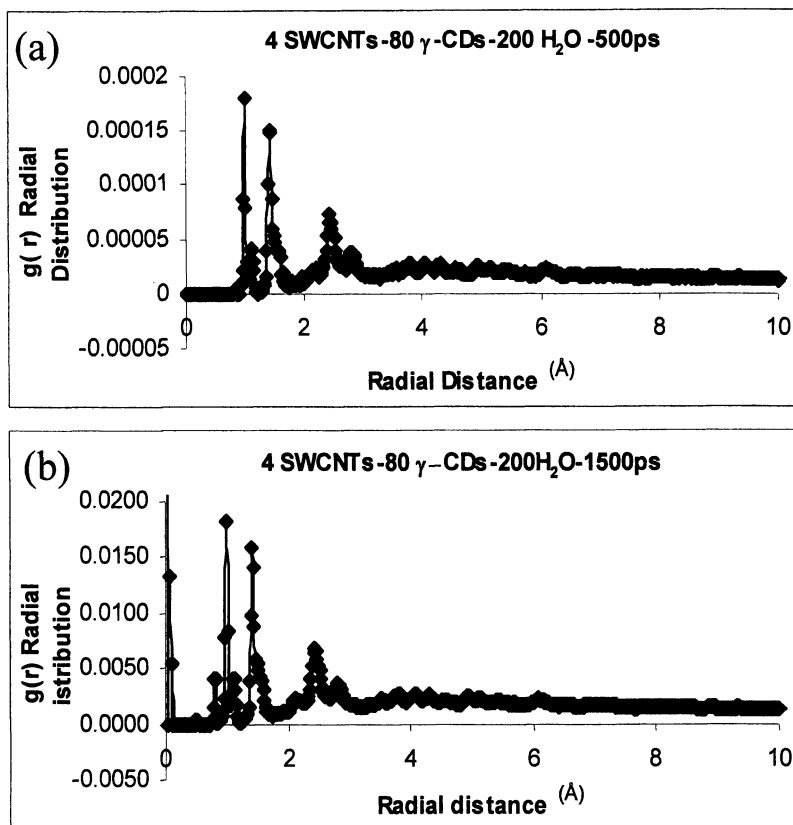 (a)
4 SWCNTs-80 γ-CDs-200 H₂O -500ps
g( r) Radial
Distribution
0.0002
0.00015
0.0001
0.00005
0
-0.00005
0 2 4 6 8 10
Radial Distance (Å)
(b)
4 SWCNTs-80 γ–CDs-200H₂O-1500ps
g(r) Radial
istribution
0.0200
0.0150
0.0100
0.0050
0.0000
-0.0050
0 2 4 6 8 10
Radial distance (Å)